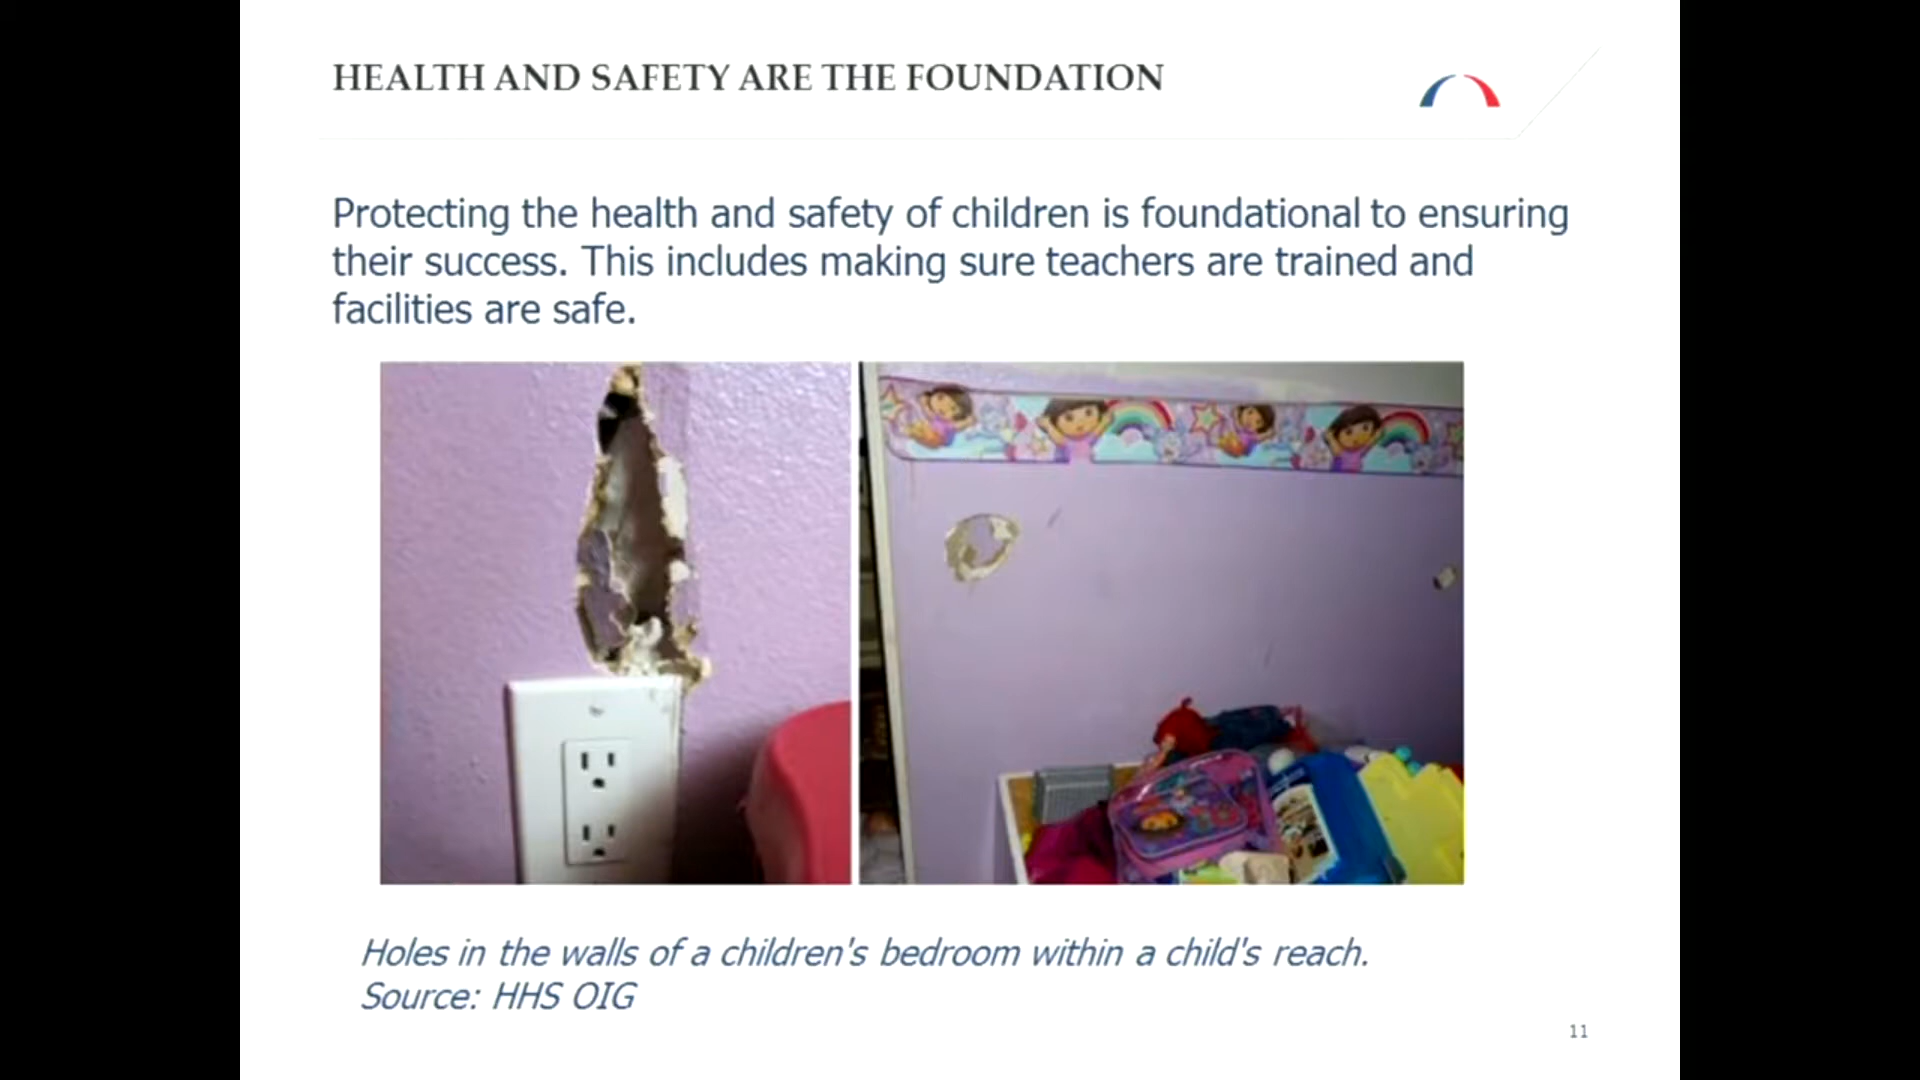 HEALTH AND SAFETY ARE THE FOUNDATION
Protecting the health and safety of children is foundational to ensuring
their success. This includes making sure teachers are trained and
facilities are safe.
Holes in the walls of a children's bedroom within a child's reach.
Source: HHS OIG
11